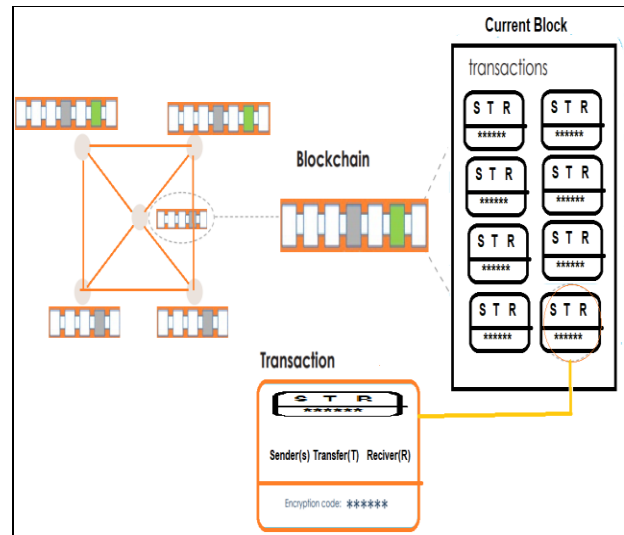 Current Block
transactions
S T R
******
S T R
******
S T R
******
S T R
******
S T R
******
S T R
******
S T R
******
S T R
******
Blockchain
Transaction
S T R
******
Sender(s) Transfer(T) Reciver(R)
Encryption code: ******